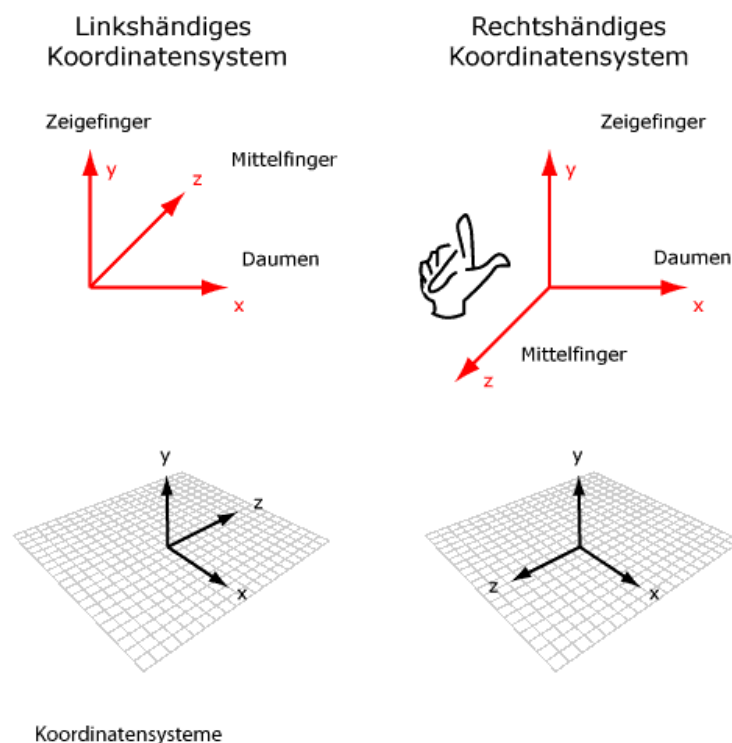 Linkshändiges
Koordinatensystem
Rechtshändiges
Koordinatensystem
Zeigefinger
Zeigefinger
y
z
Mittelfinger
y
Daumen
Daumen
x
x
Mittelfinger
z
y
y
z
x
z
x
Koordinatensysteme